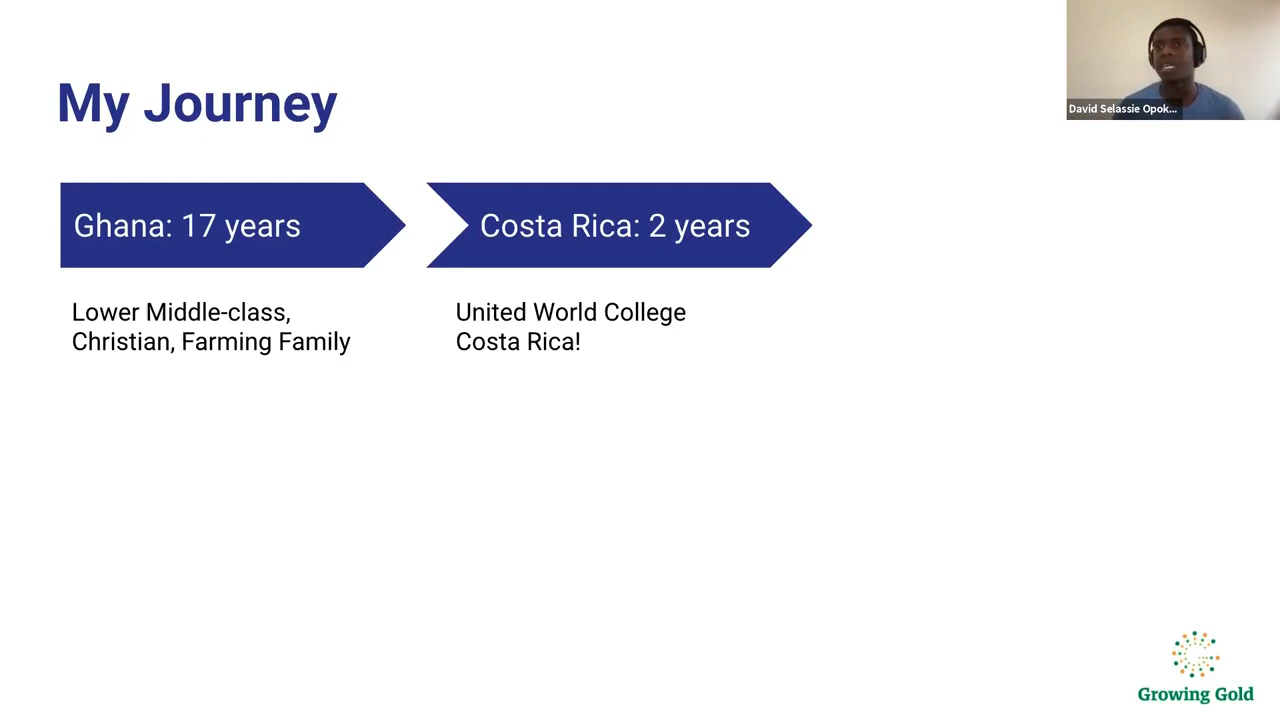 My Journey
Ghana: 17 years
Costa Rica: 2 years
Lower Middle-class,
Christian, Farming Family
United World College
Costa Rica!
David Selassie Opok...
Growing Gold